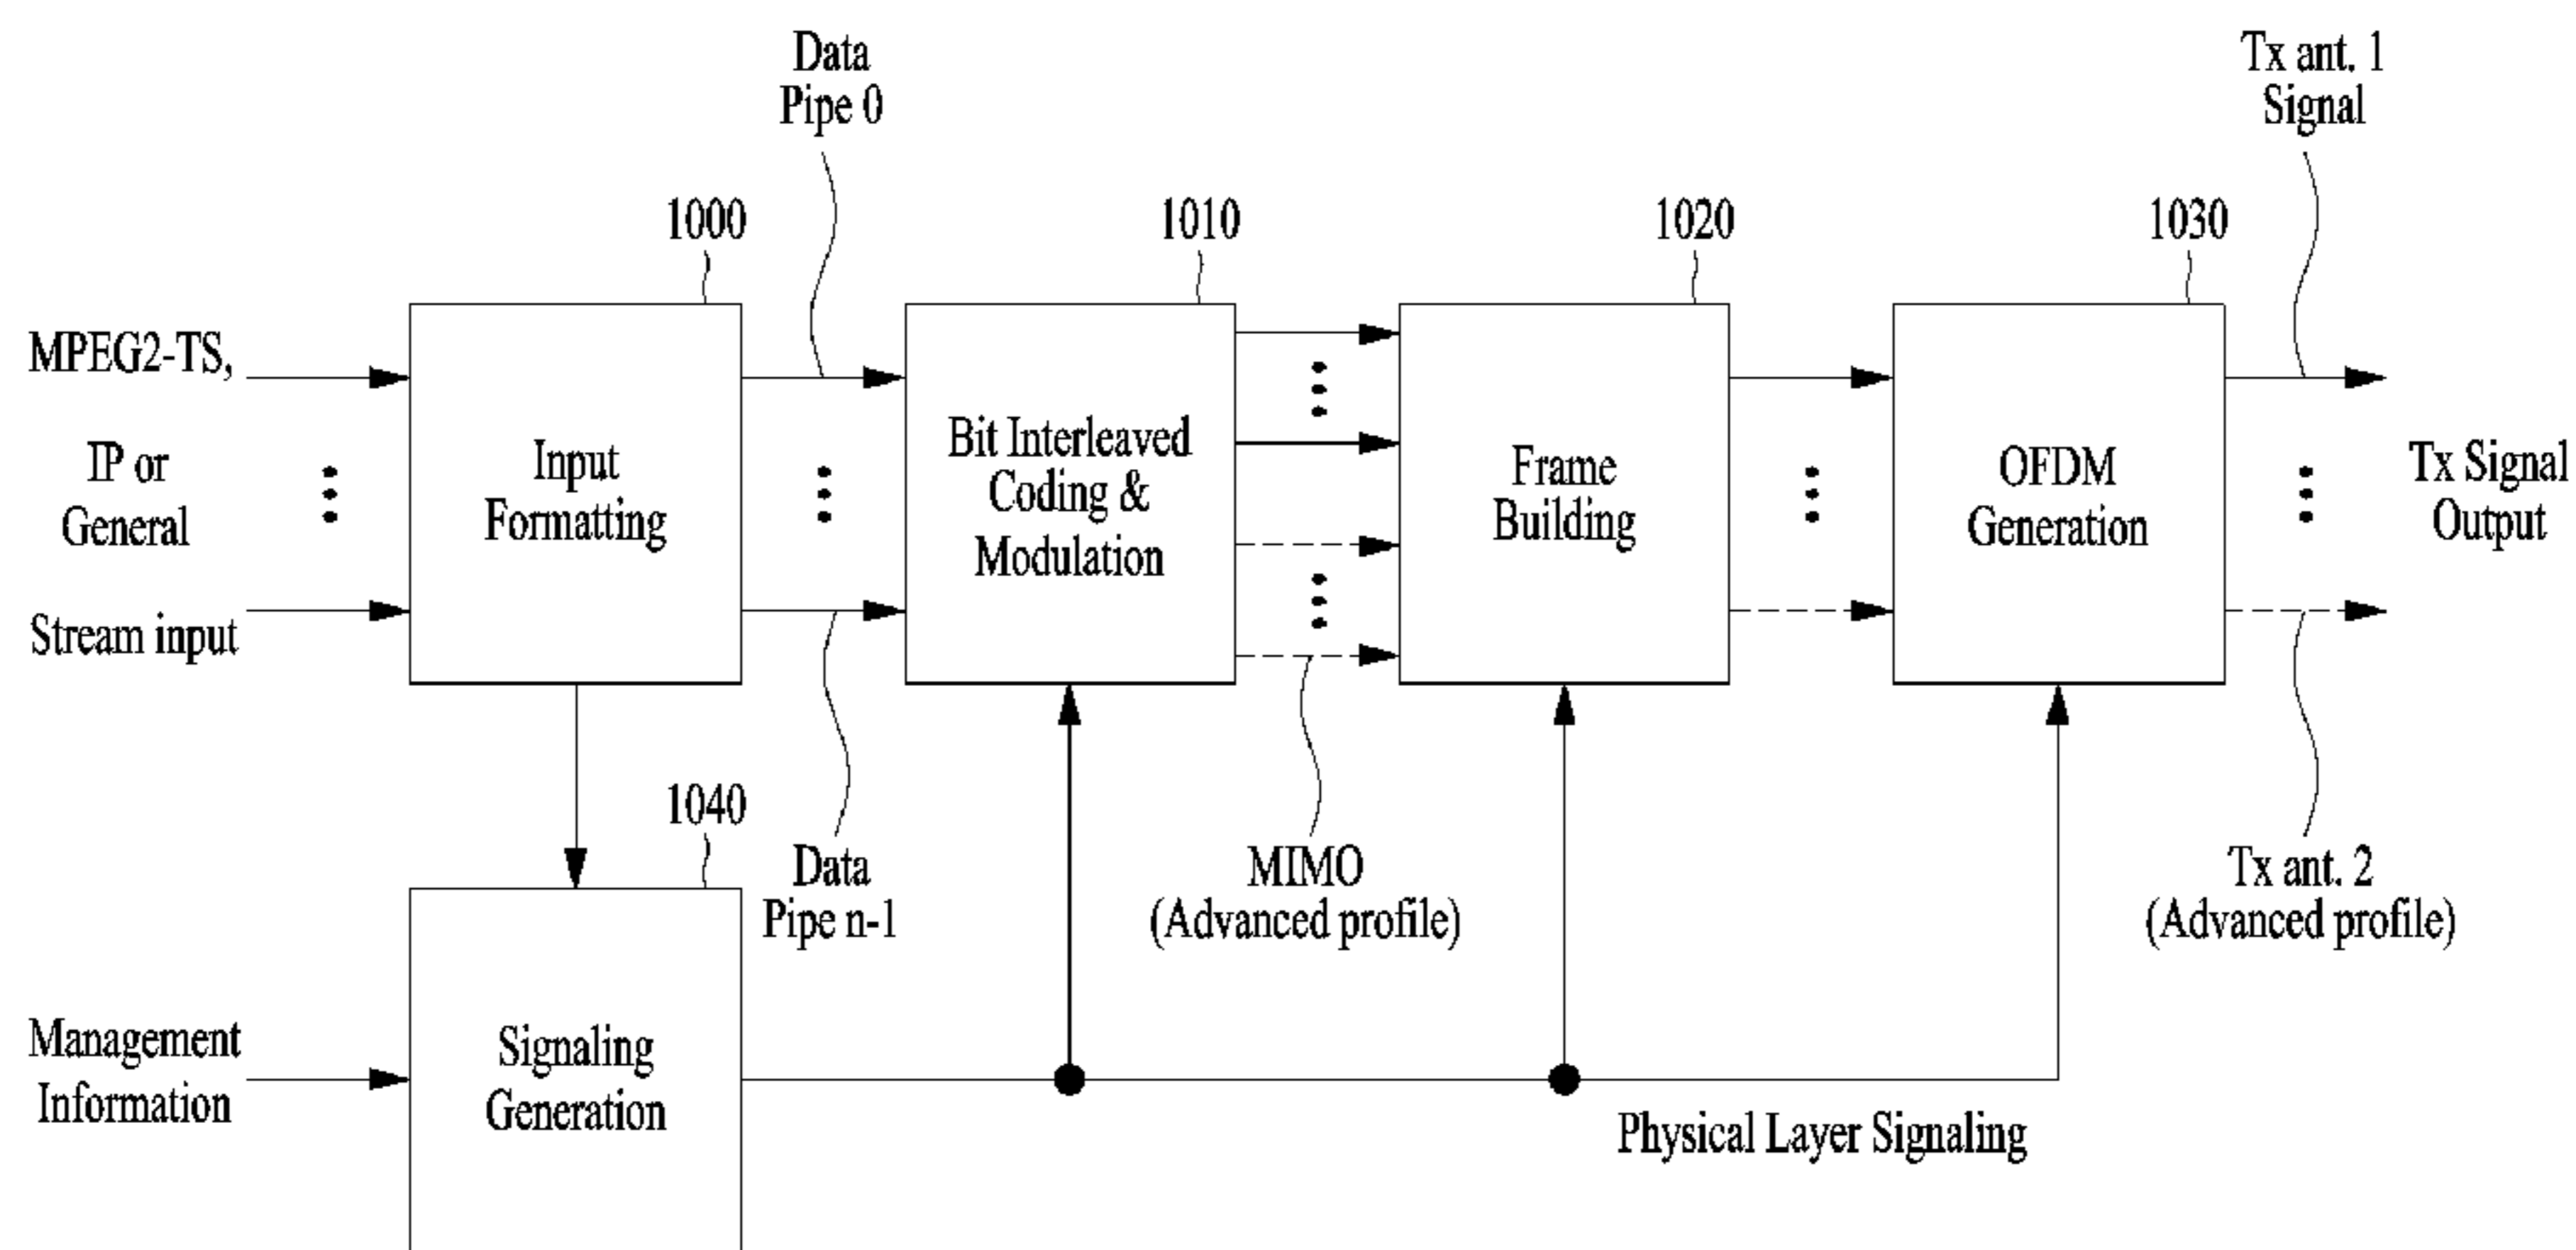 Data
Pipe 0
Tx ant. 1
Signal
1000
1010
1020
1030
MPEG2-TS,
IP or
General
Stream input
Input
Formatting
Bit Interleaved
Coding &
Modulation
Frame
Building
OFDM
Generation
Tx Signal
Output
1040
Data
Pipe n-1
MIMO
(Advanced profile)
Tx ant. 2
(Advanced profile)
Management
Information
Signaling
Generation
Physical Layer Signaling